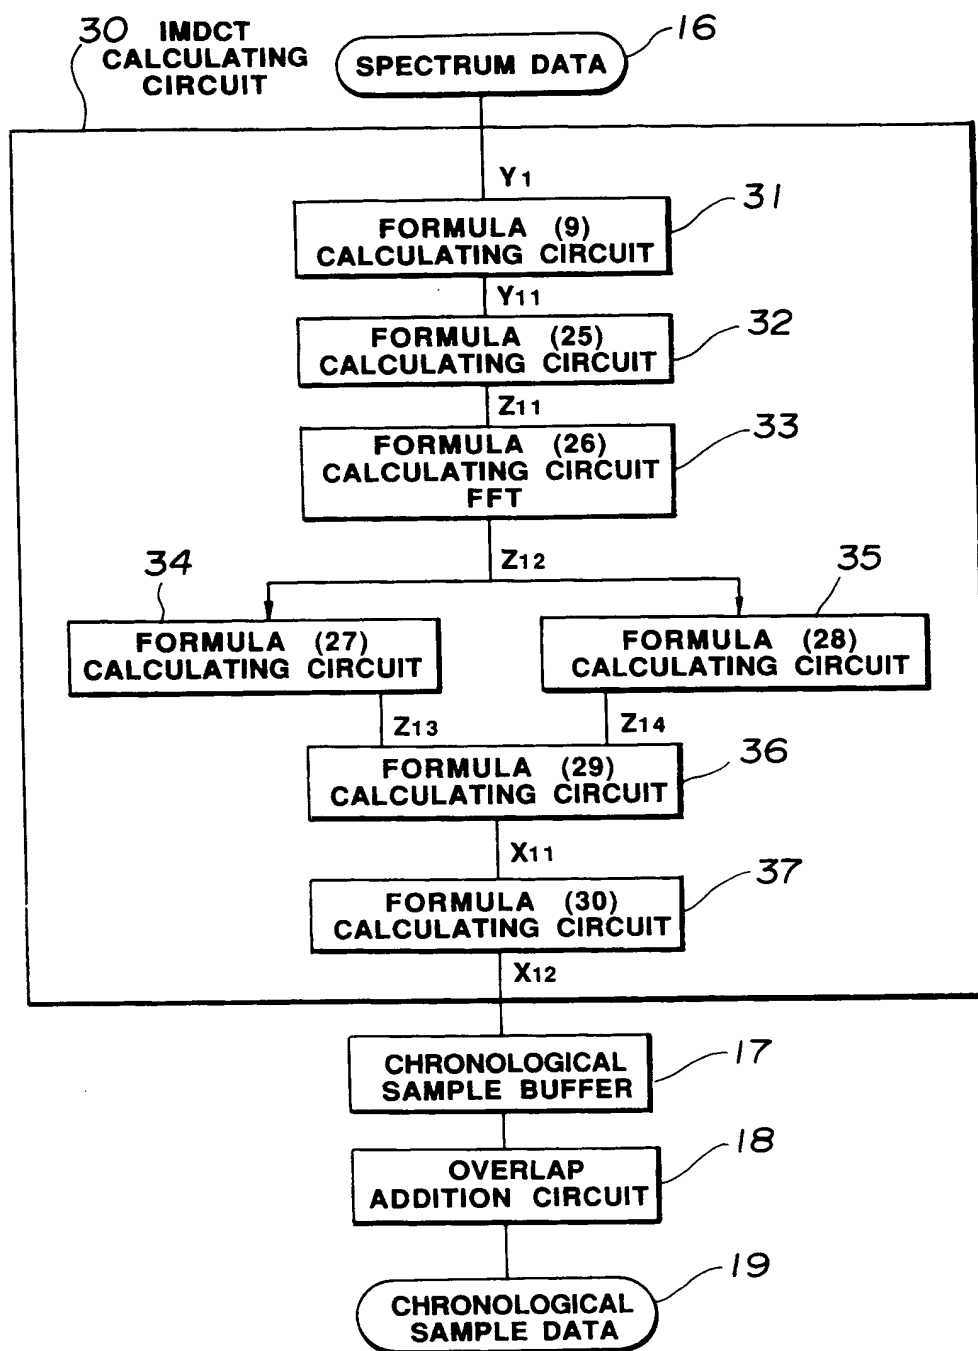 30 IMDCT
CALCULATING
CIRCUIT
16
SPECTRUM DATA
Y1
31
FORMULA (9)
CALCULATING CIRCUIT
Y11
32
FORMULA (25)
CALCULATING CIRCUIT
Z11
33
FORMULA (26)
CALCULATING CIRCUIT
FFT
Z12
34
35
FORMULA (27)
CALCULATING CIRCUIT
FORMULA (28)
CALCULATING CIRCUIT
Z13
Z14
36
FORMULA (29)
CALCULATING CIRCUIT
X11
37
FORMULA (30)
CALCULATING CIRCUIT
X12
17
CHRONOLOGICAL
SAMPLE BUFFER
18
OVERLAP
ADDITION CIRCUIT
19
CHRONOLOGICAL
SAMPLE DATA